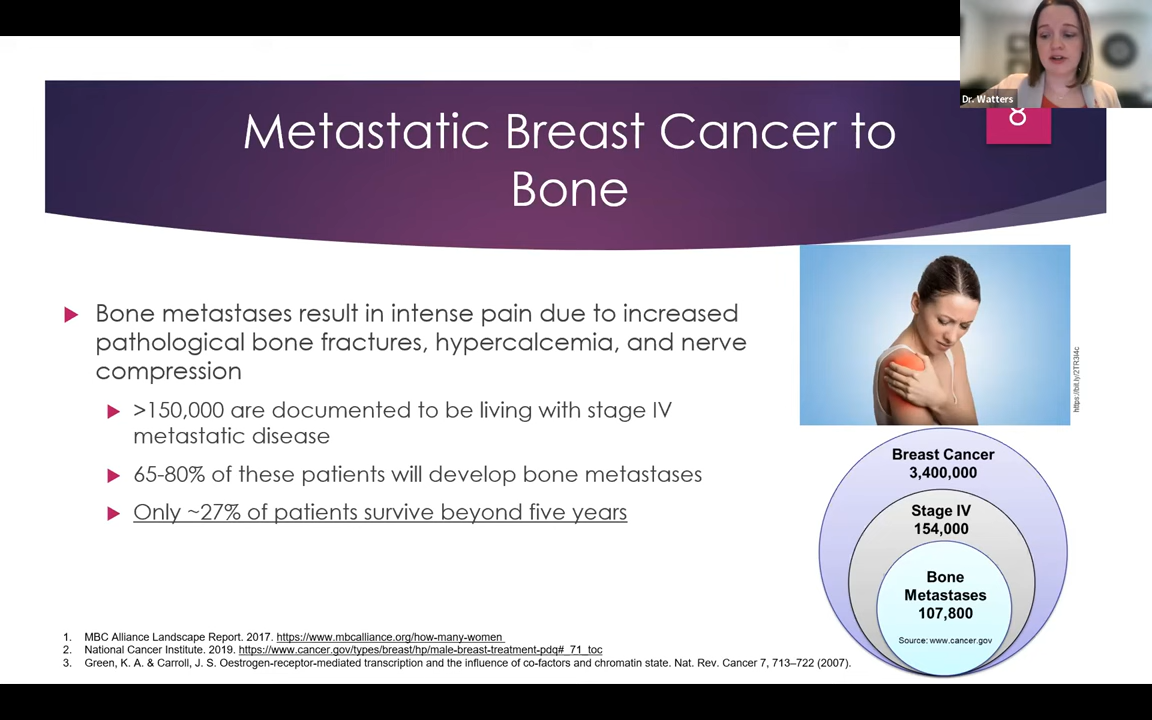 Dr. Watters
8
Metastatic Breast Cancer to
Bone
Bone metastases result in intense pain due to increased
pathological bone fractures, hypercalcemia, and nerve
compression
>150,000 are documented to be living with stage IV
metastatic disease
65-80% of these patients will develop bone metastases
Only ~27% of patients survive beyond five years
https://bit.ly/2TR3l4c
Breast Cancer
3,400,000
Stage IV
154,000
Bone
Metastases
107,800
Source: www.cancer.gov
1. MBC Alliance Landscape Report. 2017. https://www.mbcalliance.org/how-many-women
2. National Cancer Institute. 2019. https://www.cancer.gov/types/breast/hp/male-breast-treatment-pdq#_71_toc
3. Green, K. A. & Carroll, J. S. Oestrogen-receptor-mediated transcription and the influence of co-factors and chromatin state. Nat. Rev. Cancer 7, 713–722 (2007).